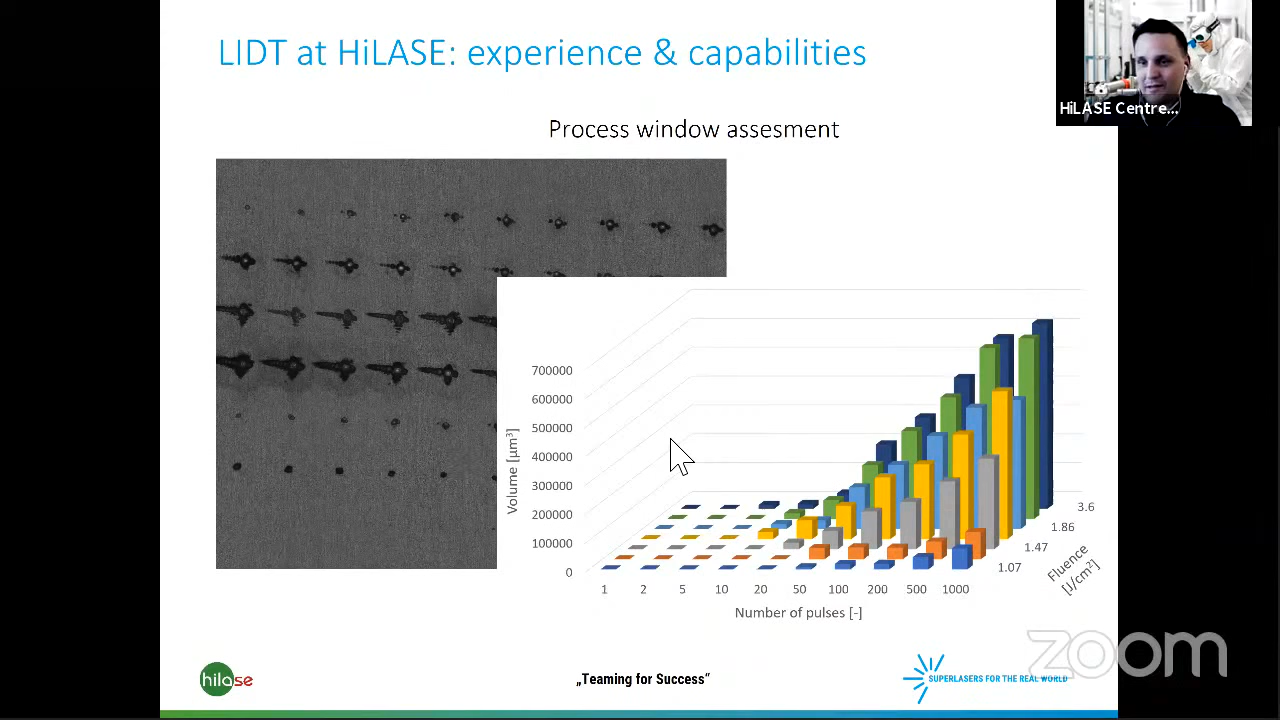 LIDT at HiLASE: experience & capabilities
HiLASE Centre...
Process window assesment
700000
600000
500000
400000
300000
200000
100000
0
Volume [µm³]
1 2 5 10 20 50 100 200 500 1000
Number of pulses [-]
3.6
1.86
1.47
1.07
Fluence
[J/cm²]
hilase
„Teaming for Success“
SUPERLASERS FOR THE REAL WORLD
zoom